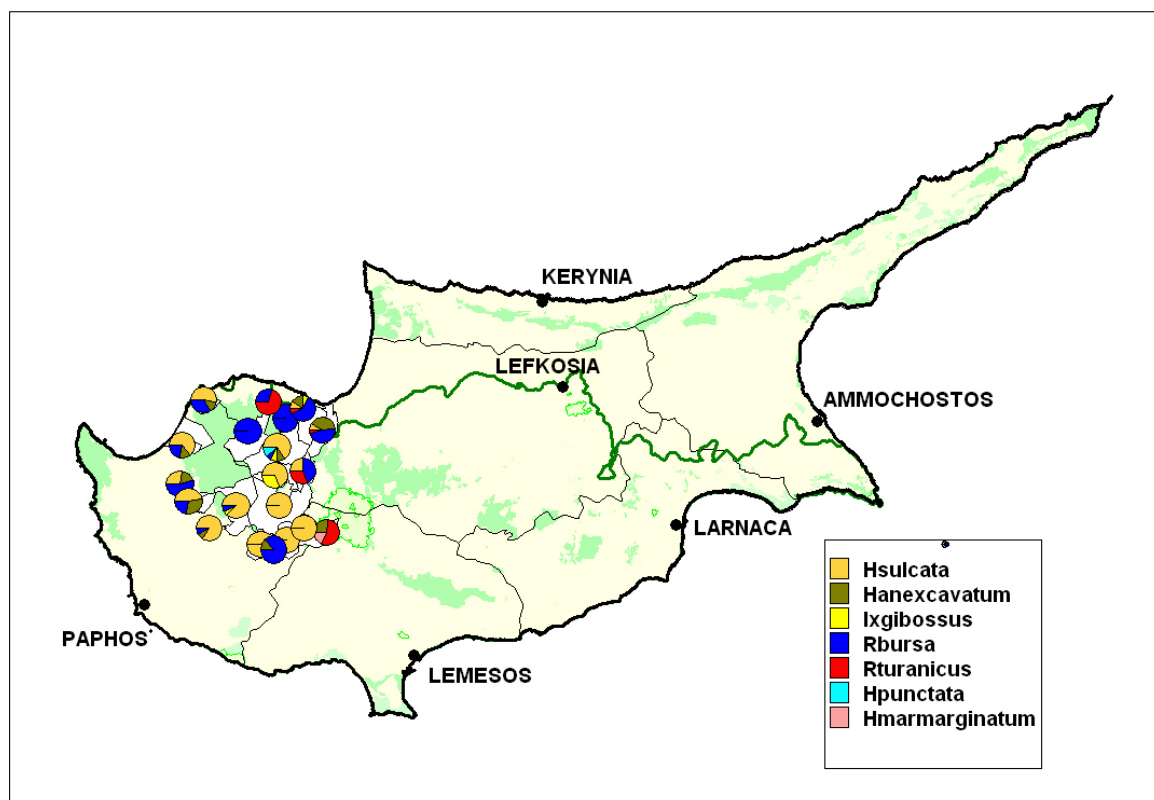 KERYNIA
LEFKOSIA
AMMOCHOSTOS
LARNACA
PAPHOS
LEMESOS
Hsulcata
Hanexcavatum
Ixgibossus
Rbursa
Rturanicus
Hpunctata
Hmarmarginatum